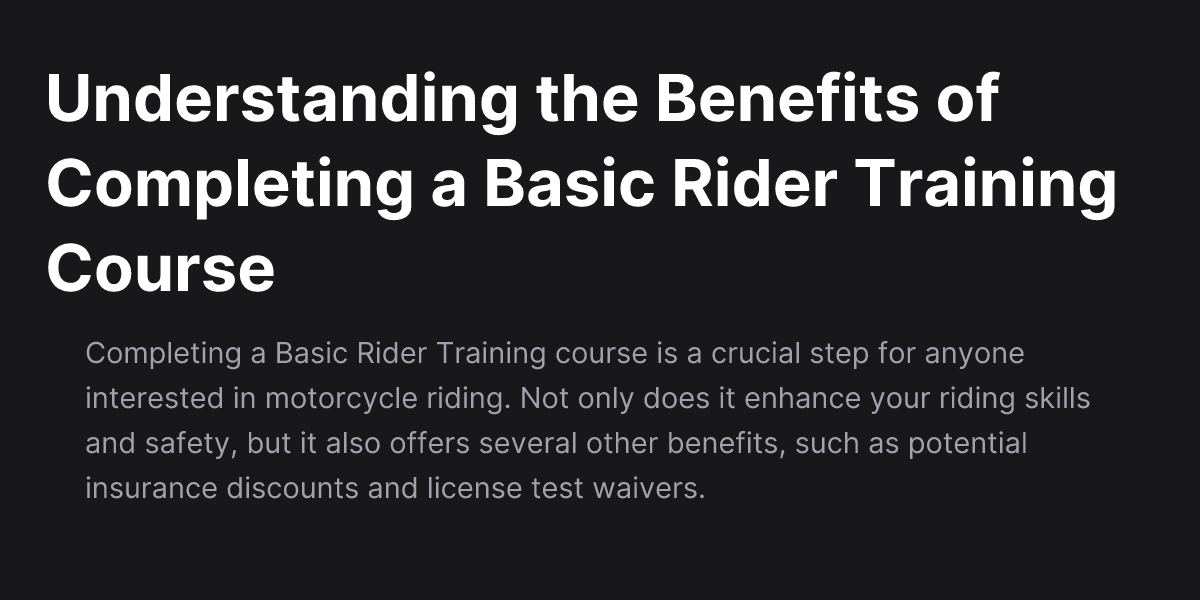 Understanding the Benefits of
Completing a Basic Rider Training
Course
Completing a Basic Rider Training course is a crucial step for anyone
interested in motorcycle riding. Not only does it enhance your riding skills
and safety, but it also offers several other benefits, such as potential
insurance discounts and license test waivers.